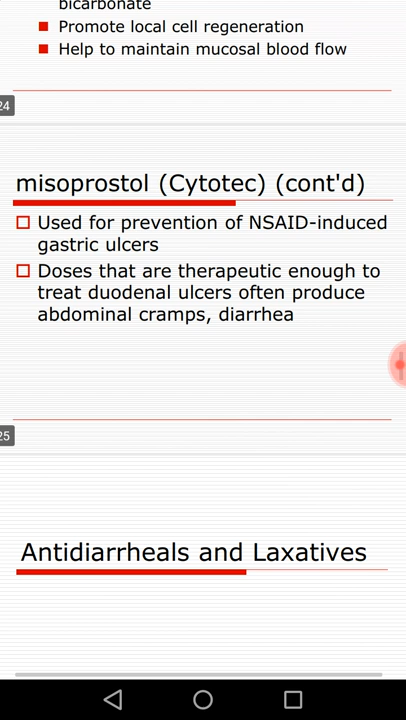 bicarbonate
Promote local cell regeneration
Help to maintain mucosal blood flow
24
misoprostol (Cytotec) (cont'd)
Used for prevention of NSAID-induced
gastric ulcers
Doses that are therapeutic enough to
treat duodenal ulcers often produce
abdominal cramps, diarrhea
25
Antidiarrheals and Laxatives